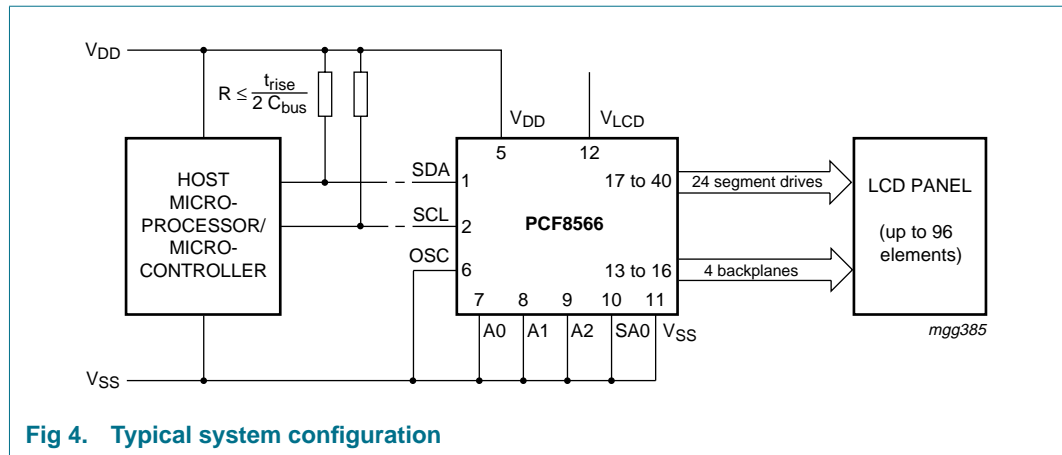 VDD
R ≤ trise
2 Cbus
VDD
VLCD
5
12
HOST
MICRO-
PROCESSOR/
MICRO-
CONTROLLER
SDA
1
SCL
2
OSC
6
PCF8566
17 to 40
24 segment drives
13 to 16
4 backplanes
LCD PANEL
(up to 96
elements)
7
8
9
10
11
A0
A1
A2
SA0
VSS
mgg385
VSS
Fig 4. Typical system configuration